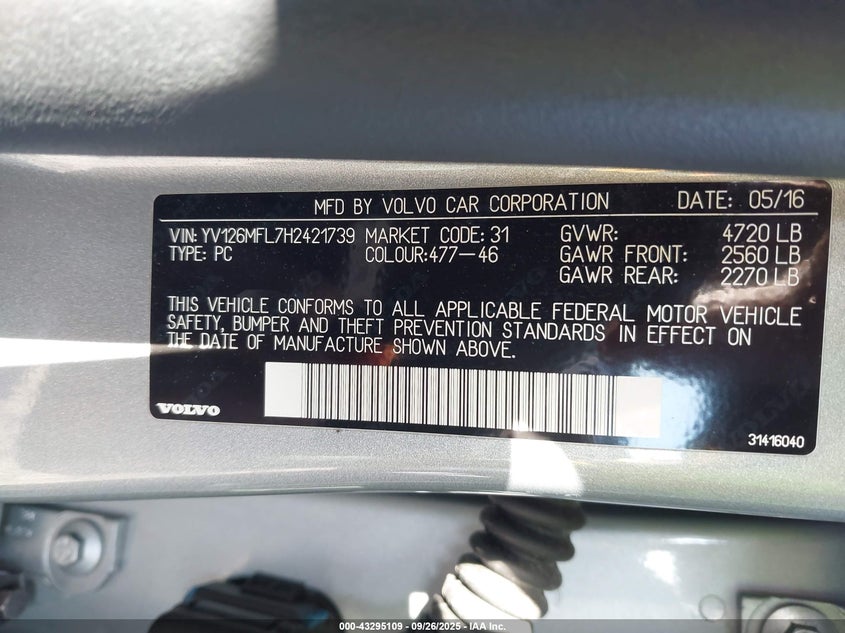 MFD BY VOLVO CAR CORPORATION DATE: 05/16
VIN: YV126MFL7H2421739 MARKET CODE: 31 GVWR: 4720 LB
TYPE: PC COLOUR:477-46 GAWR FRONT: 2560 LB
GAWR REAR: 2270 LB
THIS VEHICLE CONFORMS TO ALL APPLICABLE FEDERAL MOTOR VEHICLE
SAFETY, BUMPER AND THEFT PREVENTION STANDARDS IN EFFECT ON
THE DATE OF MANUFACTURE SHOWN ABOVE.
VOLVO
31416040
000-43295109 - 09/26/2025 - IAA Inc.